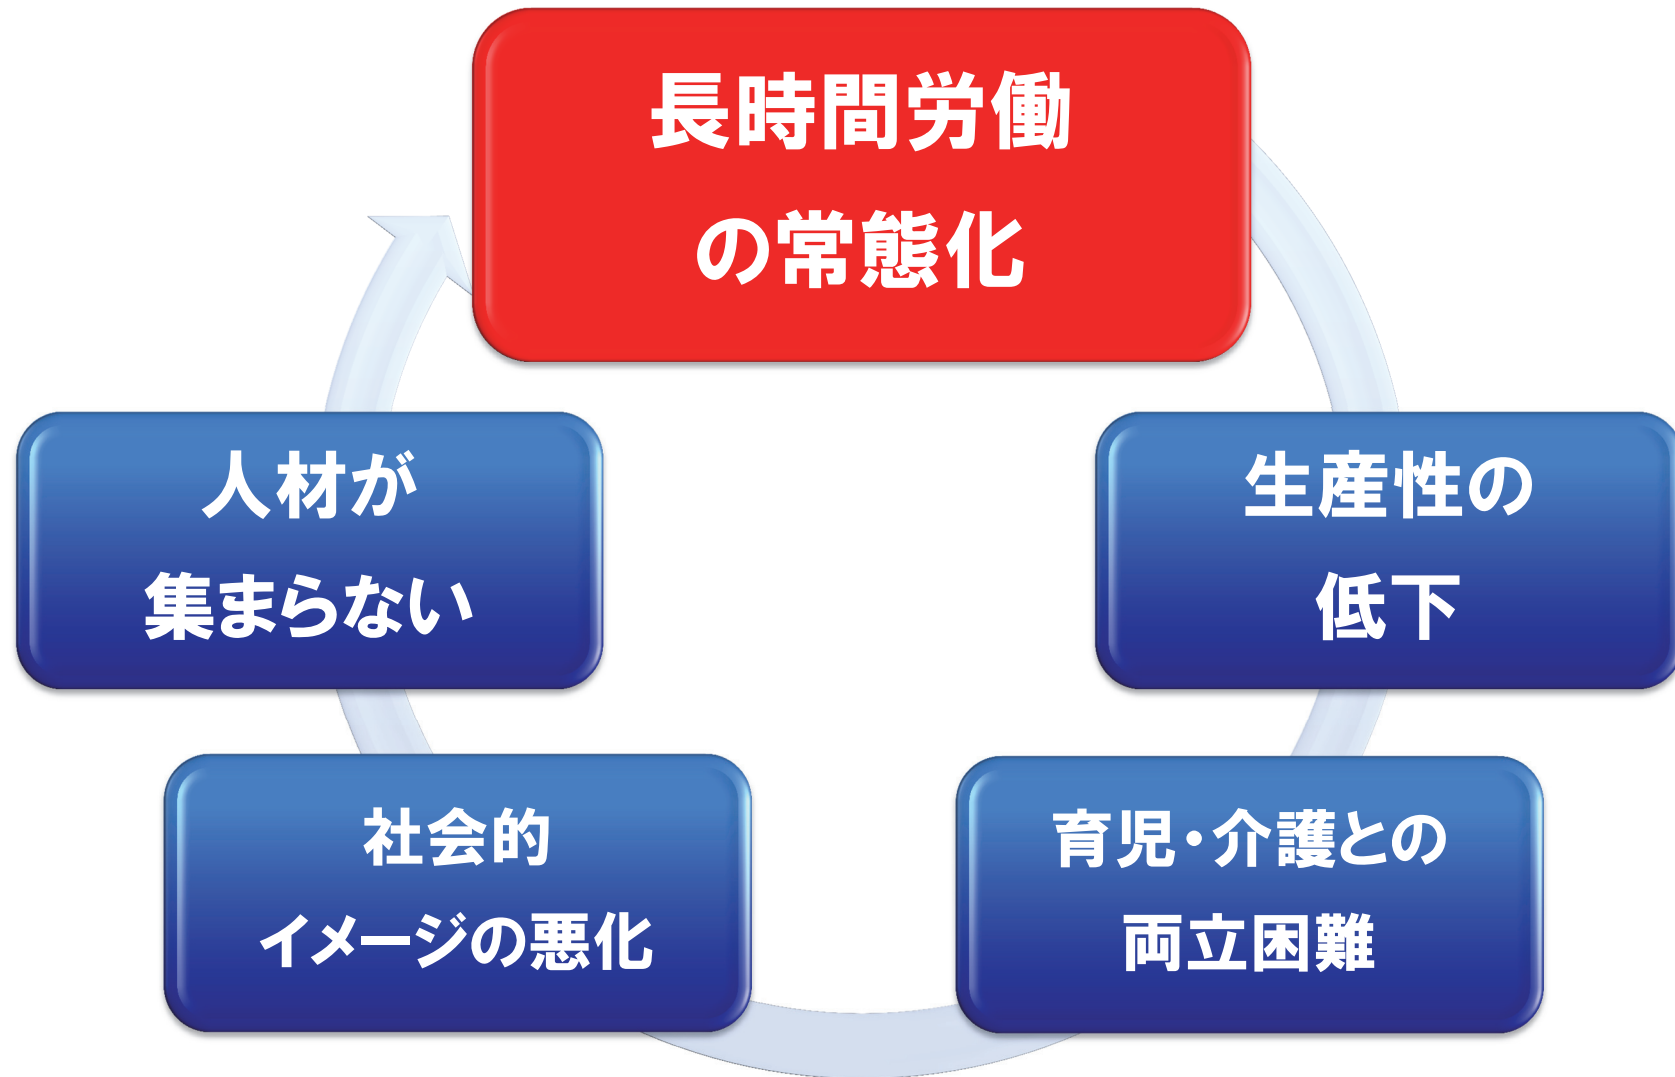 長時間労働
の常態化
生産性の
低下
育児・介護との
両立困難
社会的
イメージの悪化
人材が
集まらない